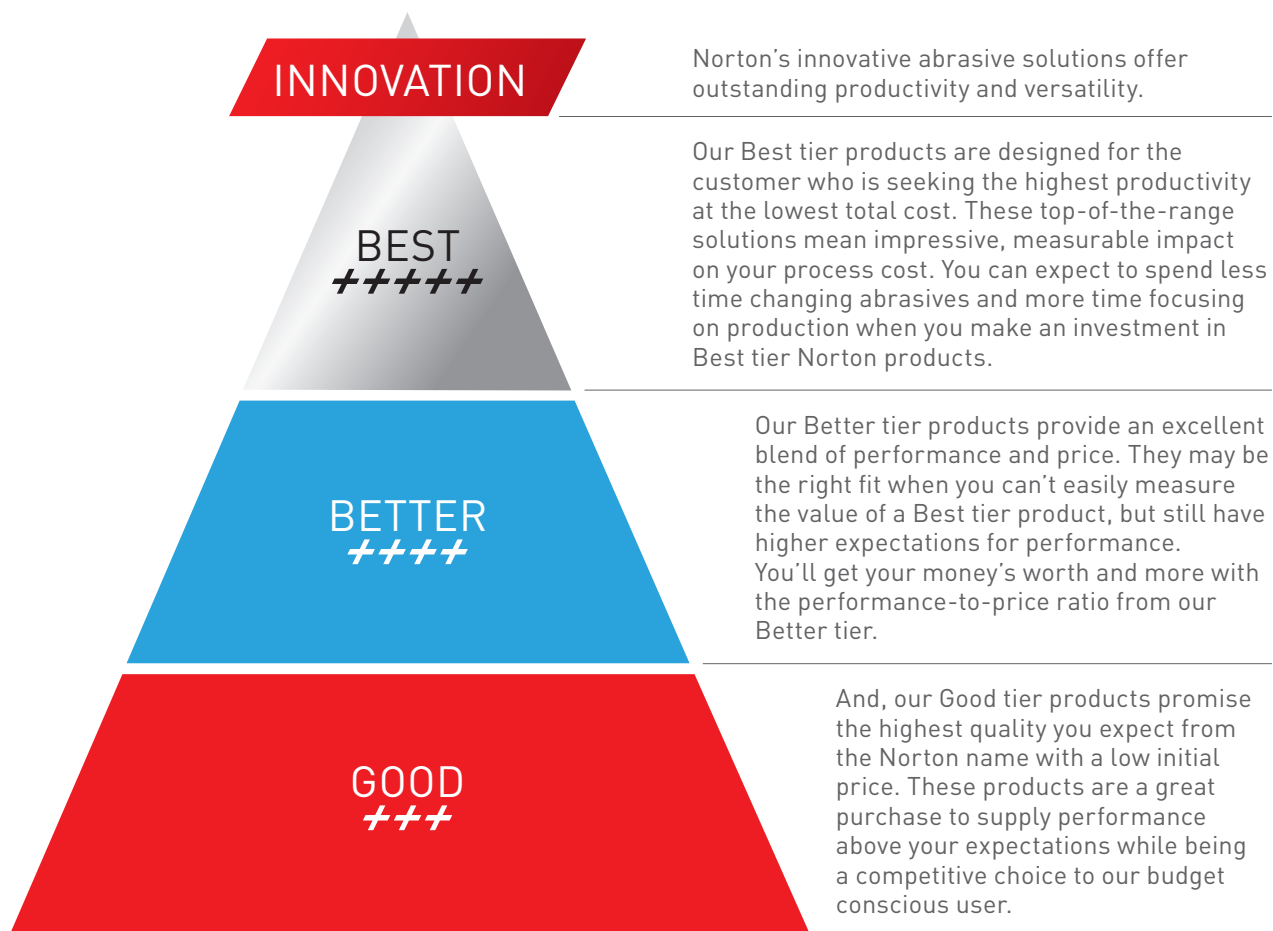 INNOVATION
Norton's innovative abrasive solutions offer
outstanding productivity and versatility.
BEST
+++++
Our Best tier products are designed for the
customer who is seeking the highest productivity
at the lowest total cost. These top-of-the-range
solutions mean impressive, measurable impact
on your process cost. You can expect to spend less
time changing abrasives and more time focusing
on production when you make an investment in
Best tier Norton products.
BETTER
++++
Our Better tier products provide an excellent
blend of performance and price. They may be
the right fit when you can't easily measure
the value of a Best tier product, but still have
higher expectations for performance.
You'll get your money's worth and more with
the performance-to-price ratio from our
Better tier.
GOOD
+++
And, our Good tier products promise
the highest quality you expect from
the Norton name with a low initial
price. These products are a great
purchase to supply performance
above your expectations while being
a competitive choice to our budget
conscious user.